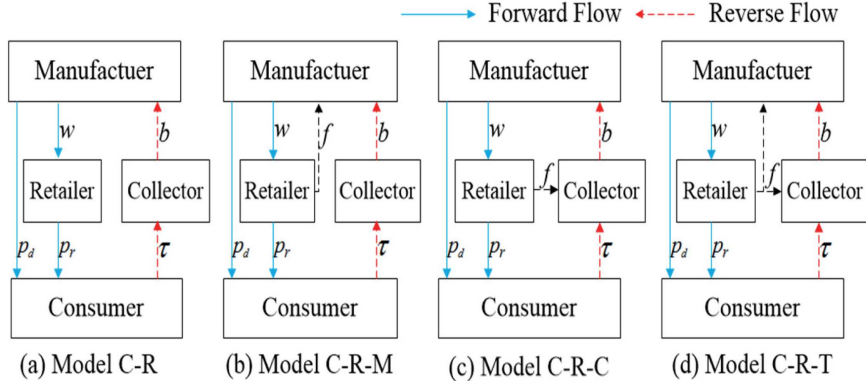 Forward Flow Reverse Flow
Manufactuer Manufactuer Manufactuer Manufactuer
w b w f b w b w b
Retailer Collector Retailer Collector Retailer f Collector Retailer f Collector
p_d p_r τ p_d p_r τ p_d p_r τ p_d p_r τ
Consumer Consumer Consumer Consumer
(a) Model C-R (b) Model C-R-M (c) Model C-R-C (d) Model C-R-T